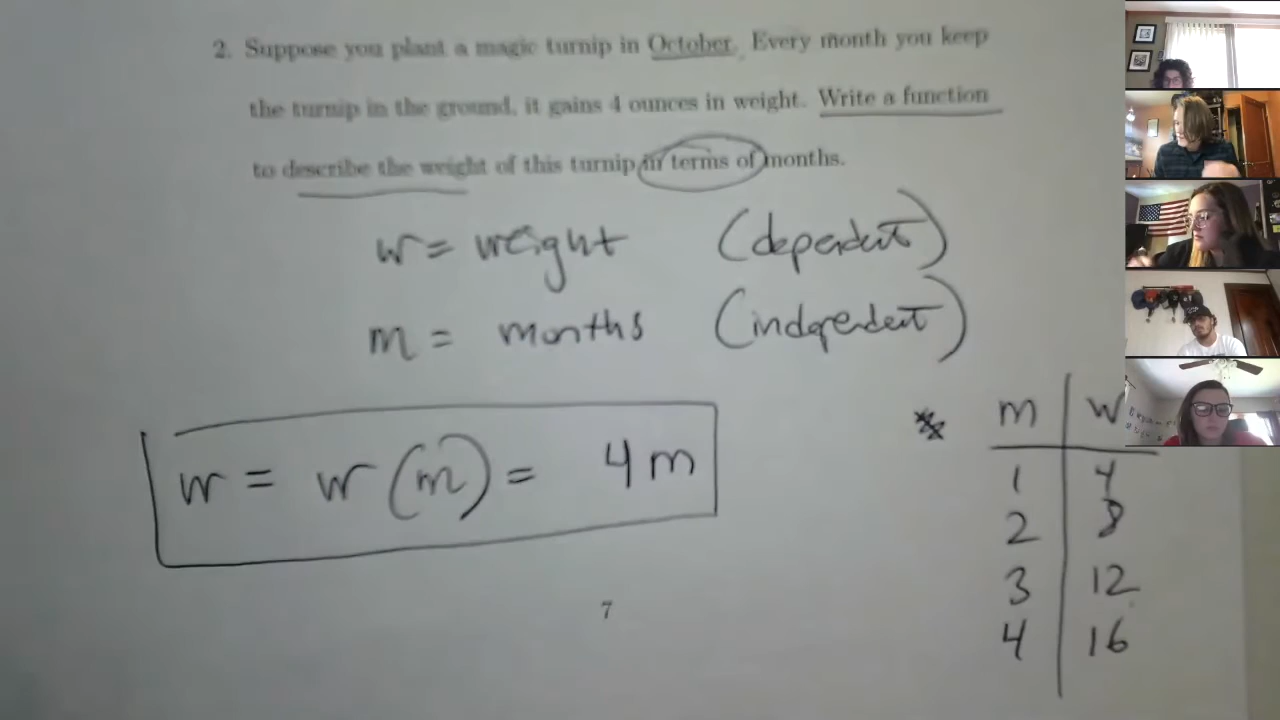 2. Suppose you plant a magic turnip in October. Every month you keep
the turnip in the ground, it gains 4 ounces in weight. Write a function
to describe the weight of this turnip in terms of months.
w = weight (dependent)
m = months (independent)
w = w(m) = 4m
* m w
1 4
2 8
3 12
4 16
7